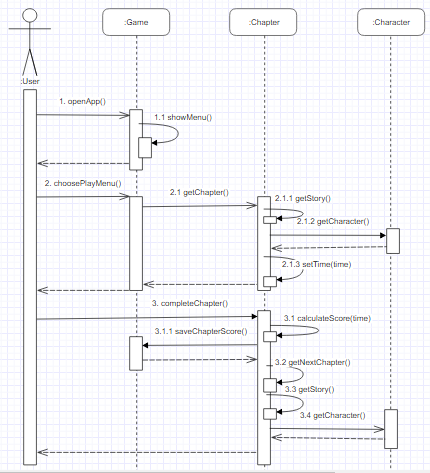 :Game
:Chapter
:Character
:User
1. openApp()
1.1 showMenu()
2. choosePlayMenu()
2.1 getChapter()
2.1.1 getStory()
2.1.2 getCharacter()
2.1.3 setTime(time)
3. completeChapter()
3.1 calculateScore(time)
3.1.1 saveChapterScore()
3.2 getNextChapter()
3.3 getStory()
3.4 getCharacter()